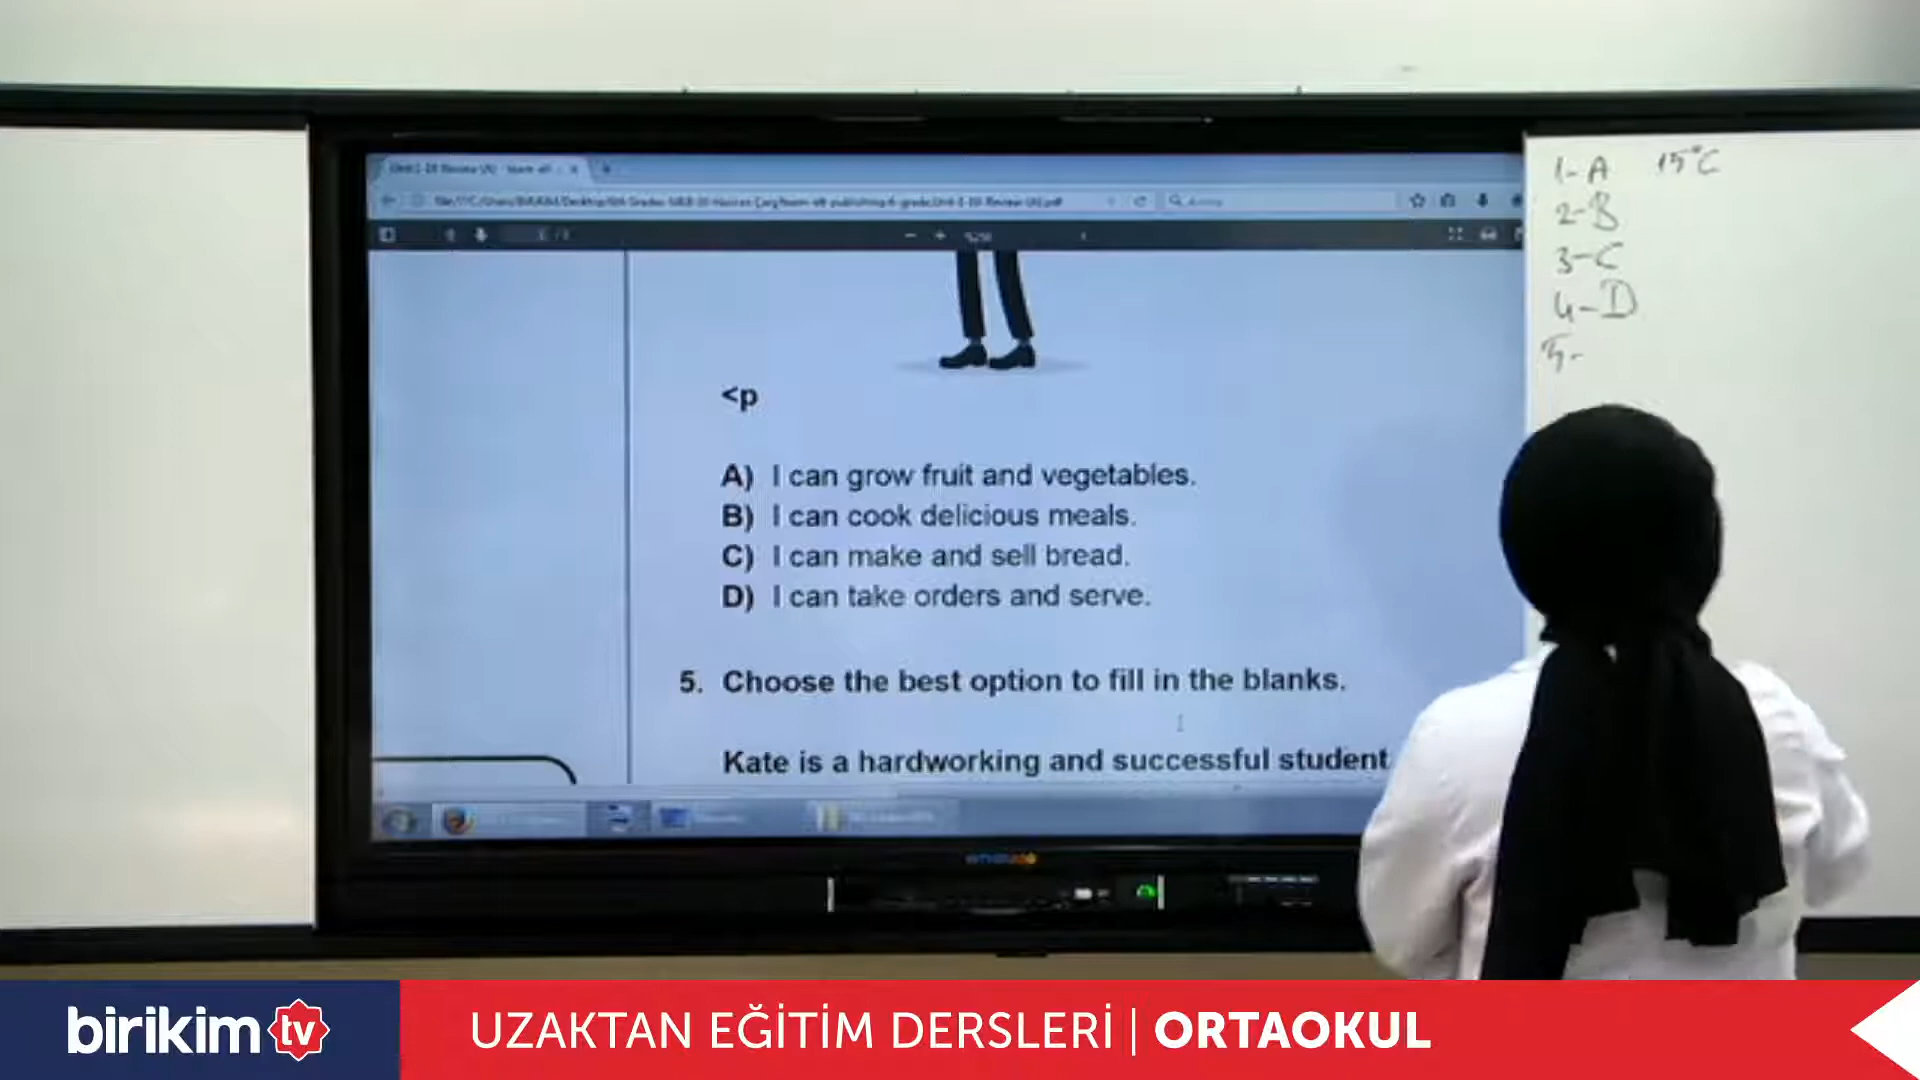 1-A 15°C
2-B
3-C
4-D
5-
<p
A) I can grow fruit and vegetables.
B) I can cook delicious meals.
C) I can make and sell bread.
D) I can take orders and serve.
5. Choose the best option to fill in the blanks.
Kate is a hardworking and successful student
birikim tv
UZAKTAN EĞİTİM DERSLERİ | ORTAOKUL